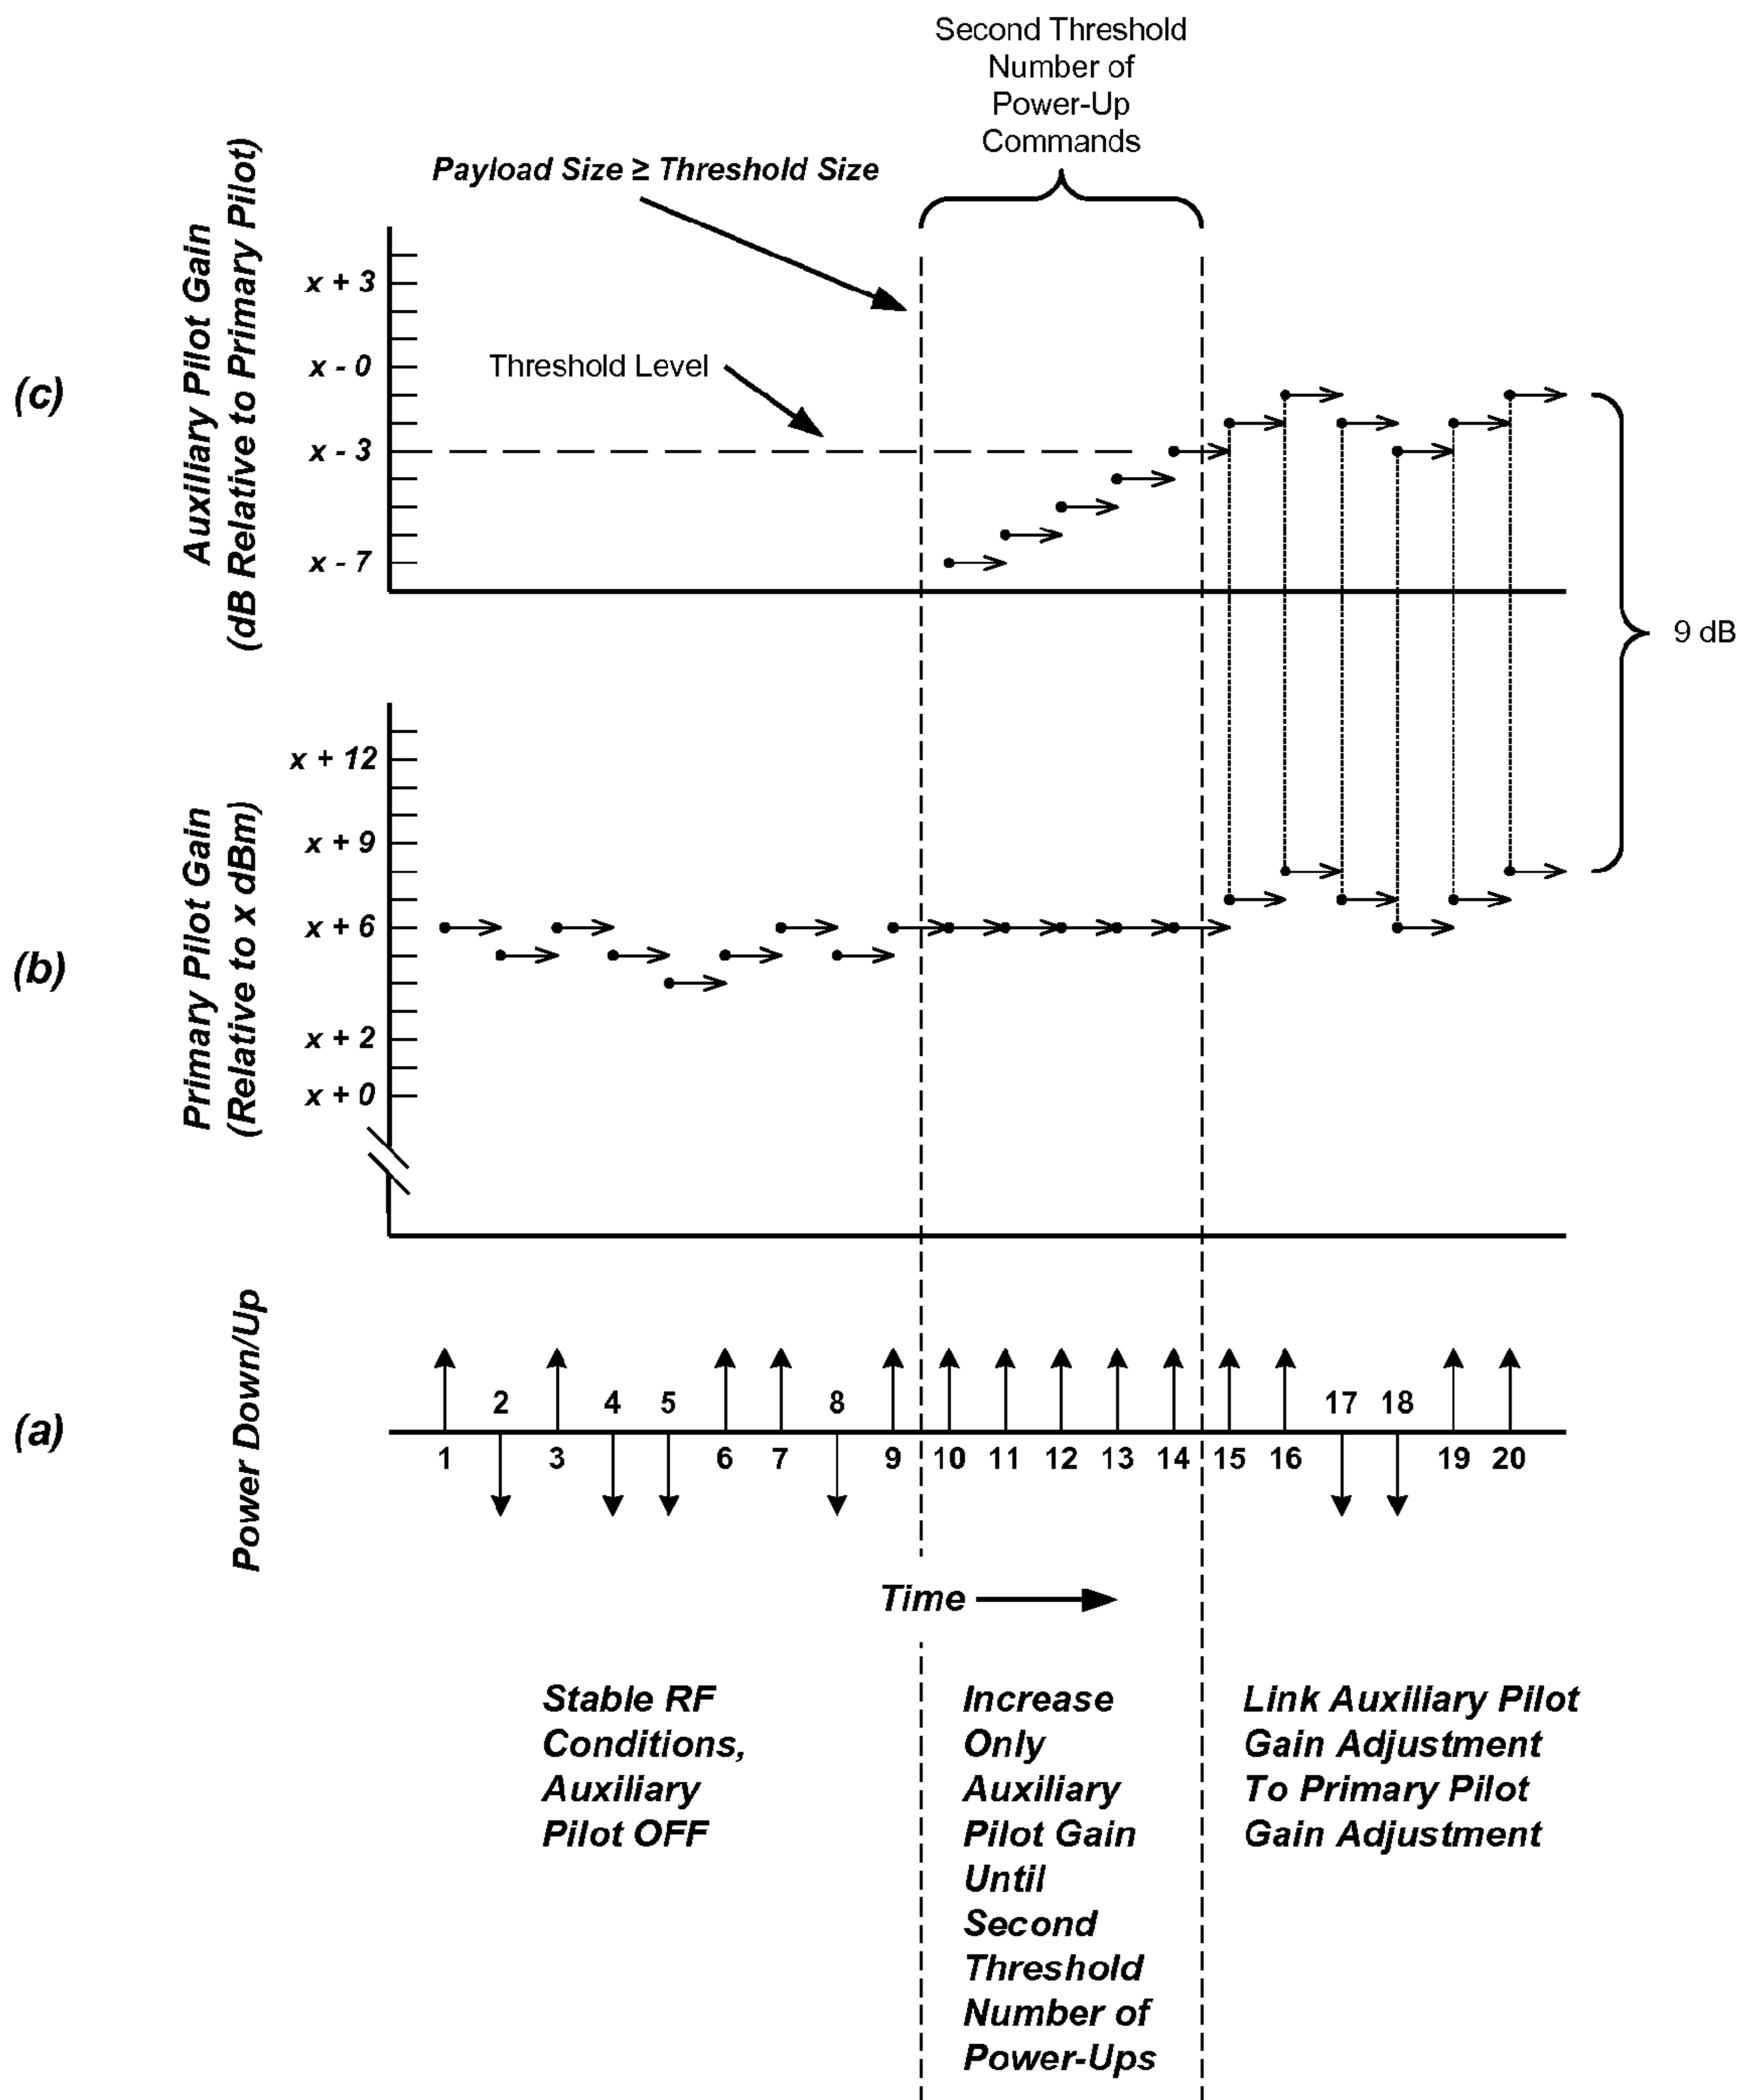 Second Threshold
Number of
Power-Up
Commands
Payload Size ≥ Threshold Size
(c)
Auxiliary Pilot Gain
(dB Relative to Primary Pilot)
x + 3
x - 0
x - 3
x - 7
Threshold Level
9 dB
(b)
Primary Pilot Gain
(Relative to x dBm)
x + 12
x + 9
x + 6
x + 2
x + 0
(a)
Power Down/Up
2 4 5 8 17 18
1 3 6 7 9 10 11 12 13 14 15 16 19 20
Time
Stable RF
Conditions,
Auxiliary
Pilot OFF
Increase
Only
Auxiliary
Pilot Gain
Until
Second
Threshold
Number of
Power-Ups
Link Auxiliary Pilot
Gain Adjustment
To Primary Pilot
Gain Adjustment